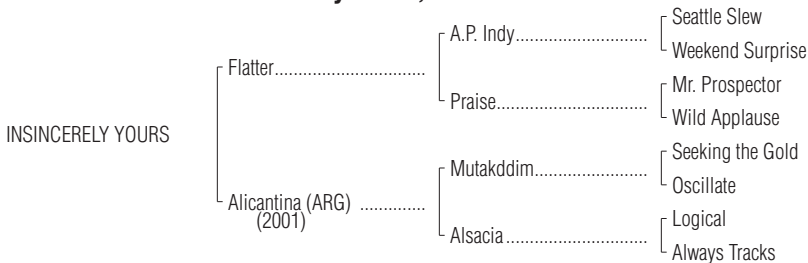 Seattle Slew
A.P. Indy
Weekend Surprise
Flatter
Mr. Prospector
Praise
Wild Applause
INSINCERELY YOURS
Seeking the Gold
Mutakddim
Oscillate
Alicantina (ARG)
(2001)
Logical
Alsacia
Always Tracks